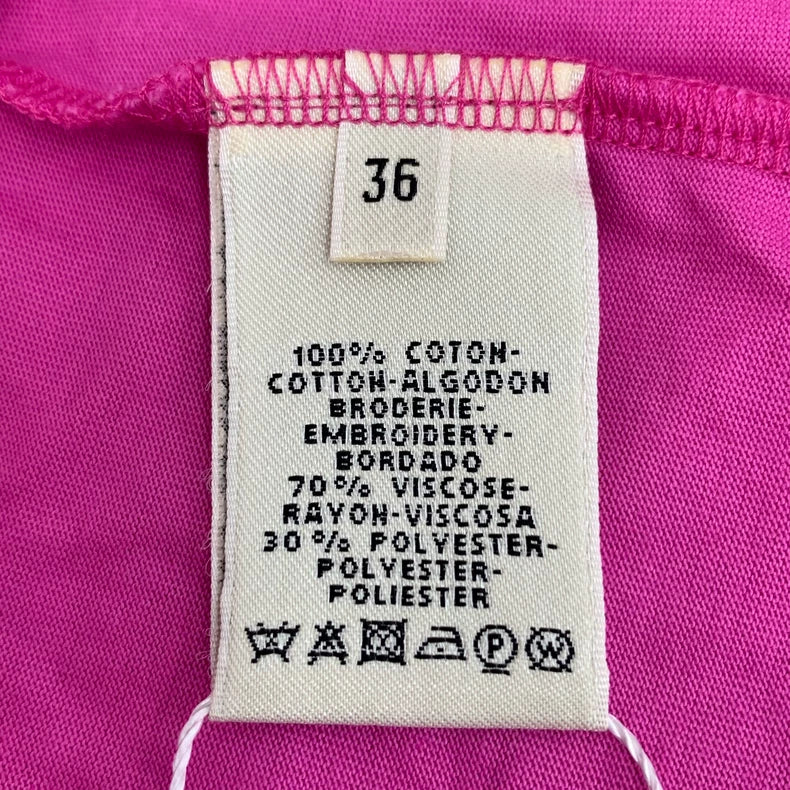 36
100% COTON-
COTTON-ALGODON
BRODERIE-
EMBROIDERY-
BORDADO
70% VISCOSE-
RAYON-VISCOSA
30% POLYESTER-
POLYESTER-
POLIESTER
P W